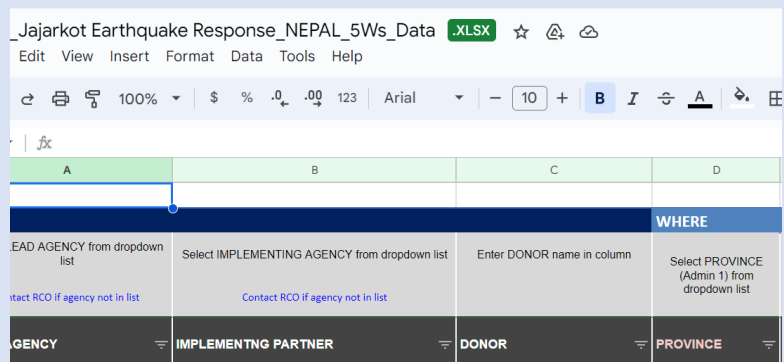 _Jajarkot Earthquake Response_NEPAL_5Ws_Data .XLSX
Edit View Insert Format Data Tools Help
100% $ % .0 .00 123 Arial 10 B I S A
fx
A B C D
WHERE
EAD AGENCY from dropdown
list
Select IMPLEMENTING AGENCY from dropdown list
Enter DONOR name in column
Select PROVINCE
(Admin 1) from
dropdown list
ntact RCO if agency not in list
Contact RCO if agency not in list
AGENCY IMPLEMENTNG PARTNER DONOR PROVINCE